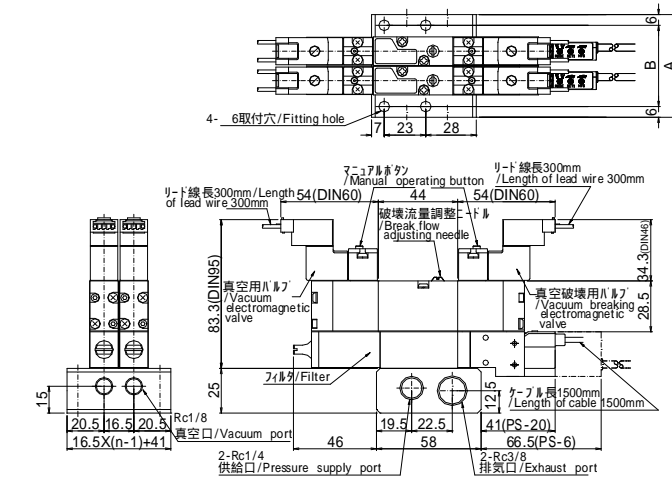 6
B
A
6
4- 6取付穴/Fitting hole
7
23
28
マニュアルボタン
/Manual operating button
リード線長300mm
/Length of lead wire 300mm
リード線長300mm/Length
of lead wire 300mm
54(DIN60)
44
54(DIN60)
破壊流量調整ニードル
/Break flow
adjusting needle
83.3(DIN95)
真空用バルブ
/Vacuum
electromagnetic
valve
真空破壊用バルブ
/Vacuum breaking
electromagnetic
valve
34.3(DIN46)
28.5
フィルタ/Filter
ケーブル長1500mm
/Length of cable 1500mm
15
25
12.5
20.5
16.5
20.5
Rc1/8
真空口/Vacuum port
16.5X(n-1)+41
19.5
22.5
41(PS-20)
46
58
66.5(PS-6)
2-Rc1/4
供給口/Pressure supply port
2-Rc3/8
排気口/Exhaust port